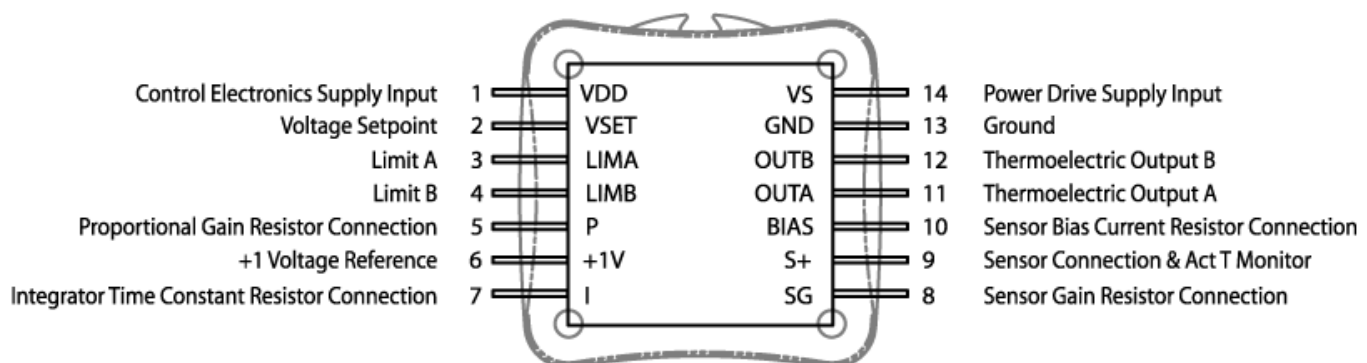 Control Electronics Supply Input 1 VDD VS 14 Power Drive Supply Input
Voltage Setpoint 2 VSET GND 13 Ground
Limit A 3 LIMA OUTB 12 Thermoelectric Output B
Limit B 4 LIMB OUTA 11 Thermoelectric Output A
Proportional Gain Resistor Connection 5 P BIAS 10 Sensor Bias Current Resistor Connection
+1 Voltage Reference 6 +1V S+ 9 Sensor Connection & Act T Monitor
Integrator Time Constant Resistor Connection 7 I SG 8 Sensor Gain Resistor Connection